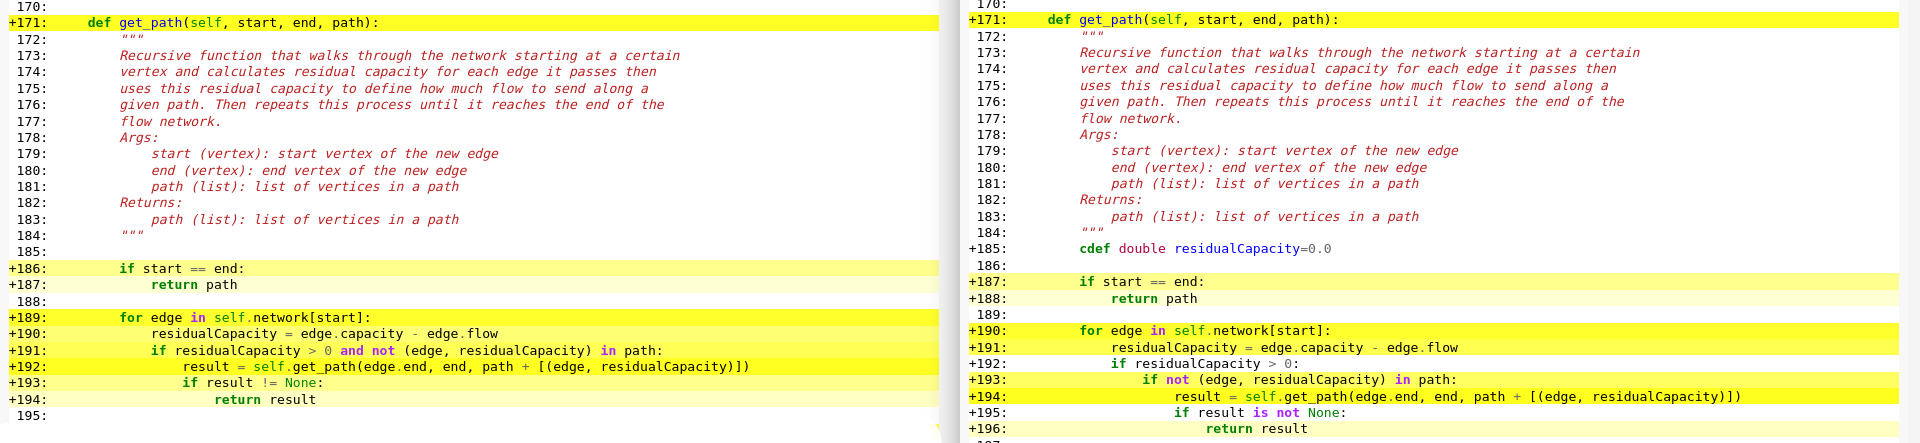 170:
+171:     def get_path(self, start, end, path):
172:         """
173:         Recursive function that walks through the network starting at a certain
174:         vertex and calculates residual capacity for each edge it passes then
175:         uses this residual capacity to define how much flow to send along a
176:         given path. Then repeats this process until it reaches the end of the
177:         flow network.
178:         Args:
179:             start (vertex): start vertex of the new edge
180:             end (vertex): end vertex of the new edge
181:             path (list): list of vertices in a path
182:         Returns:
183:             path (list): list of vertices in a path
184:         """
185:
+186:         if start == end:
+187:             return path
188:
+189:         for edge in self.network[start]:
+190:             residualCapacity = edge.capacity - edge.flow
+191:             if residualCapacity > 0 and not (edge, residualCapacity) in path:
+192:                 result = self.get_path(edge.end, end, path + [(edge, residualCapacity)])
+193:                 if result != None:
+194:                     return result
195:
170:
+171:     def get_path(self, start, end, path):
172:         """
173:         Recursive function that walks through the network starting at a certain
174:         vertex and calculates residual capacity for each edge it passes then
175:         uses this residual capacity to define how much flow to send along a
176:         given path. Then repeats this process until it reaches the end of the
177:         flow network.
178:         Args:
179:             start (vertex): start vertex of the new edge
180:             end (vertex): end vertex of the new edge
181:             path (list): list of vertices in a path
182:         Returns:
183:             path (list): list of vertices in a path
184:         """
+185:         cdef double residualCapacity=0.0
186:
+187:         if start == end:
+188:             return path
189:
+190:         for edge in self.network[start]:
+191:             residualCapacity = edge.capacity - edge.flow
+192:             if residualCapacity > 0:
+193:                 if not (edge, residualCapacity) in path:
+194:                     result = self.get_path(edge.end, end, path + [(edge, residualCapacity)])
+195:                     if result is not None:
+196:                         return result